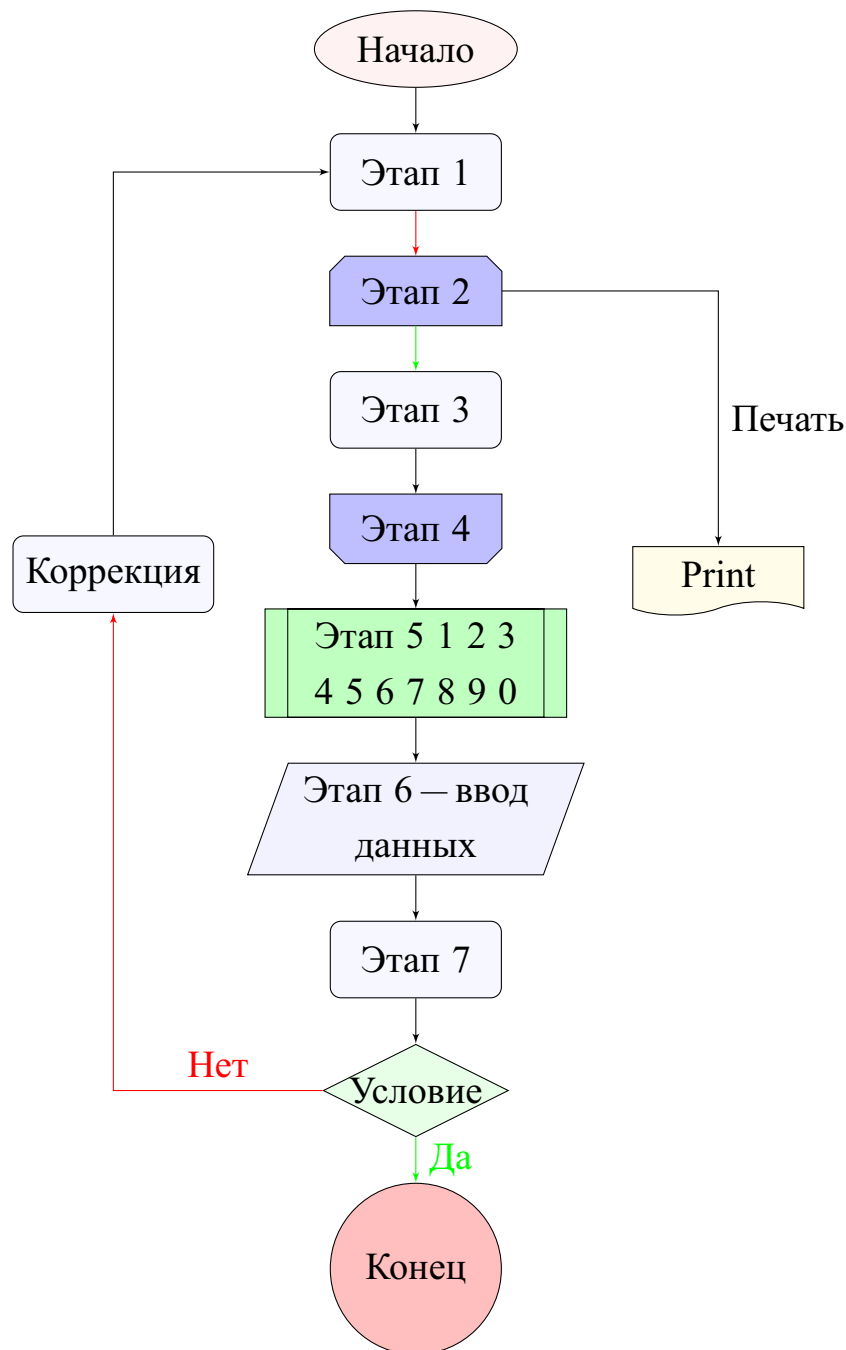 Начало
Этап 1
Этап 2
Этап 3
Печать
Этап 4
Коррекция
Print
Этап 5 1 2 3
4 5 6 7 8 9 0
Этап 6 — ввод
данных
Этап 7
Нет
Условие
Да
Конец